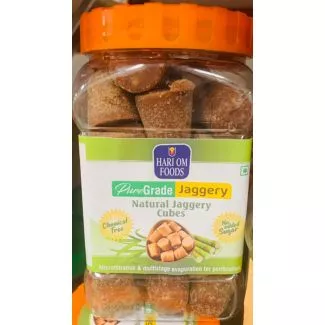 HARI OM
FOODS
PureGrade Jaggery
Natural Jaggery
Cubes
Chemical
Free
No Added
Sugar
Microfiltration & multistage evaporation for purification